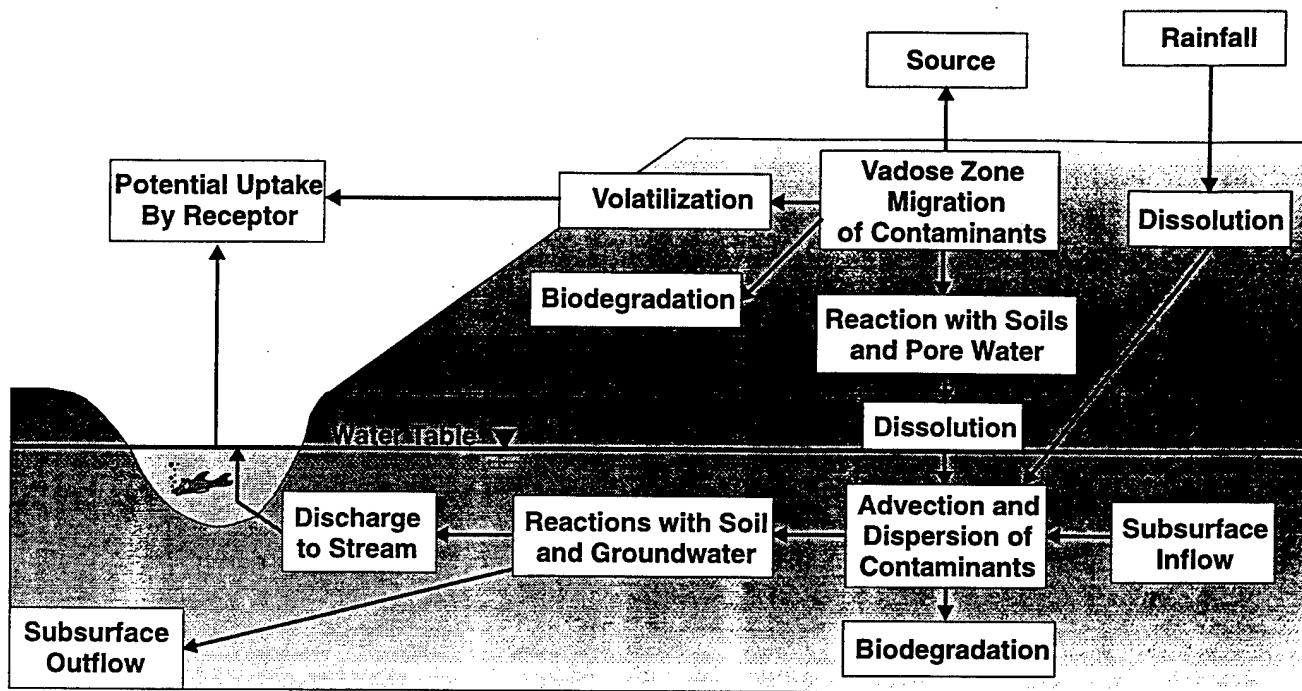 Rainfall
Source
Potential Uptake
By Receptor
Volatilization
Vadose Zone
Migration
of Contaminants
Dissolution
Biodegradation
Reaction with Soils
and Pore Water
Water Table
Dissolution
Discharge
to Stream
Reactions with Soil
and Groundwater
Advection and
Dispersion of
Contaminants
Subsurface
Inflow
Subsurface
Outflow
Biodegradation